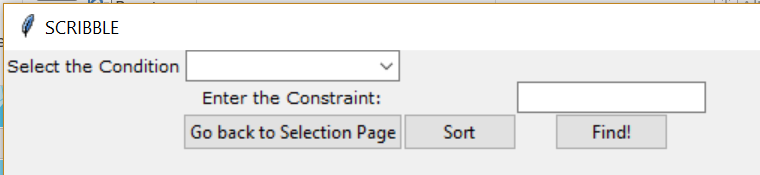 SCRIBBLE
Select the Condition
Enter the Constraint:
Go back to Selection Page Sort Find!